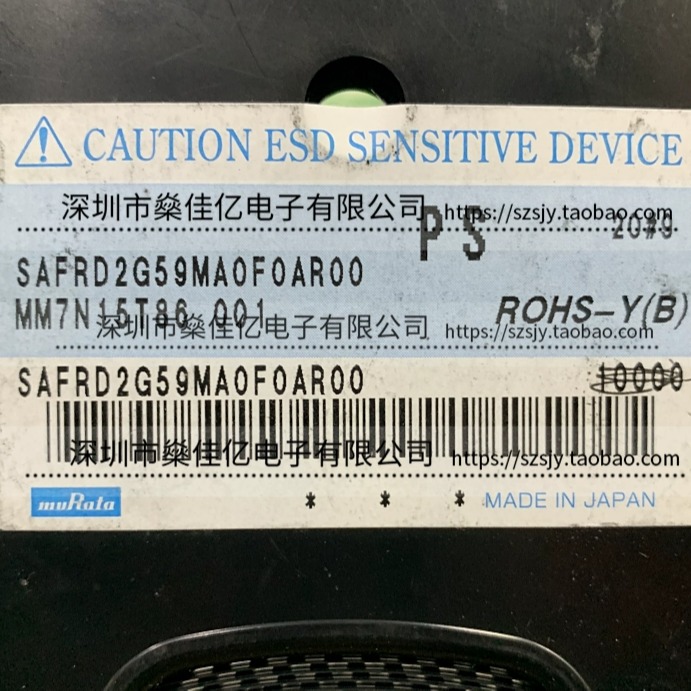 CAUTION ESD SENSITIVE DEVICE
深圳市燊佳亿电子有限公司 https://szsjy.taobao.com
PS
SAFRD2G59MA0F0AR00
MM7N15T86 001 ROHS-Y(B)
深圳市燊佳亿电子有限公司 https://szsjy.taobao.com
SAFRD2G59MA0F0AR00 10000
深圳市燊佳亿电子有限公司 https://szsjy.taobao.com
muRata * * * MADE IN JAPAN